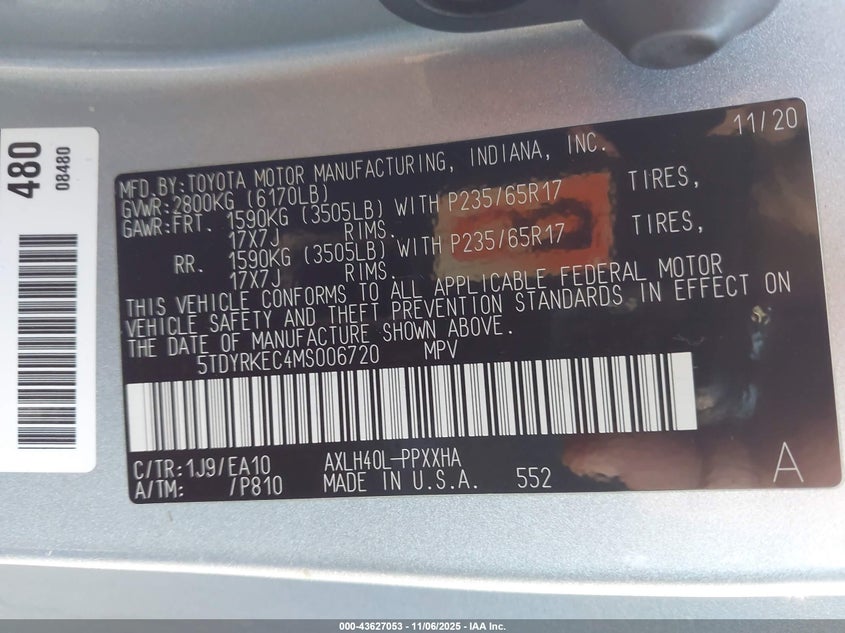 480
08480
11/20
MFD.BY:TOYOTA MOTOR MANUFACTURING, INDIANA, INC.
GVWR:2800KG (6170LB)
GAWR:FRT. 1590KG (3505LB) WITH P235/65R17 TIRES,
17X7J RIMS.
RR. 1590KG (3505LB) WITH P235/65R17 TIRES,
17X7J RIMS.
THIS VEHICLE CONFORMS TO ALL APPLICABLE FEDERAL MOTOR
VEHICLE SAFETY AND THEFT PREVENTION STANDARDS IN EFFECT ON
THE DATE OF MANUFACTURE SHOWN ABOVE.
5TDYRKEC4MS006720 MPV
C/TR:1J9/EA10 AXLH40L-PPXXHA
A/TM: /P810 MADE IN U.S.A. 552
A
000-43627053 - 11/06/2025 - IAA Inc.